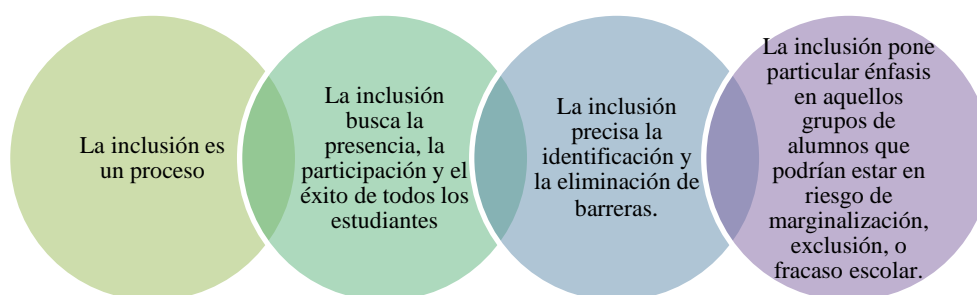 La inclusión es
un proceso
La inclusión
busca la
presencia, la
participación y el
éxito de todos los
estudiantes
La inclusión
precisa la
identificación y
la eliminación de
barreras.
La inclusión pone
particular énfasis
en aquellos
grupos de
alumnos que
podrían estar en
riesgo de
marginalización,
exclusión, o
fracaso escolar.